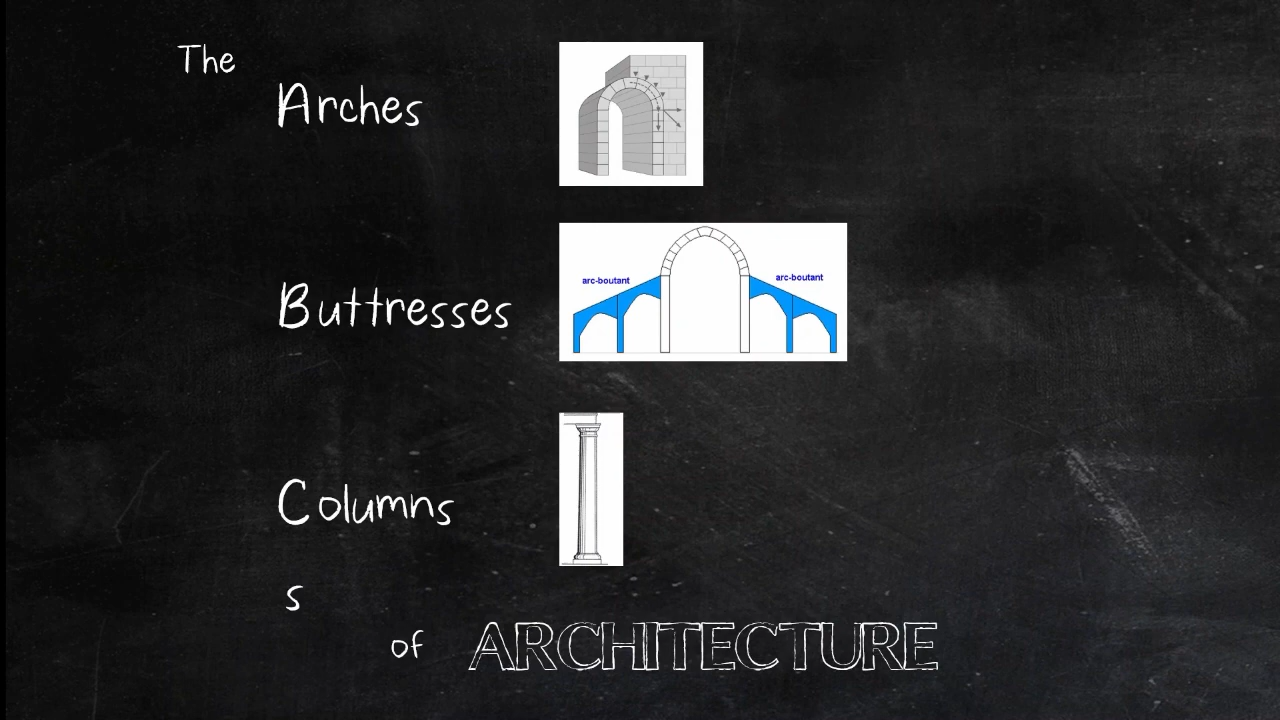 The
Arches
arc-boutant
arc-boutant
Buttresses
Columns
s
of ARCHITECTURE